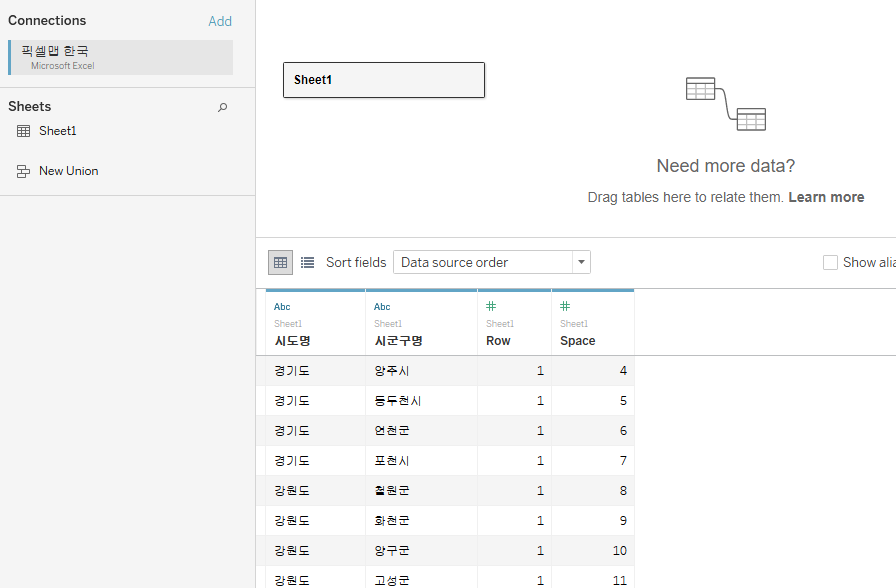 Connections Add
픽셀맵 한국
Microsoft Excel
Sheets
Sheet1
New Union
Sheet1
Need more data?
Drag tables here to relate them. Learn more
Sort fields Data source order Show alia
Abc Abc # #
Sheet1 Sheet1 Sheet1 Sheet1
시도명 시군구명 Row Space
경기도 양주시 1 4
경기도 동두천시 1 5
경기도 연천군 1 6
경기도 포천시 1 7
강원도 철원군 1 8
강원도 화천군 1 9
강원도 양구군 1 10
강원도 고성군 1 11